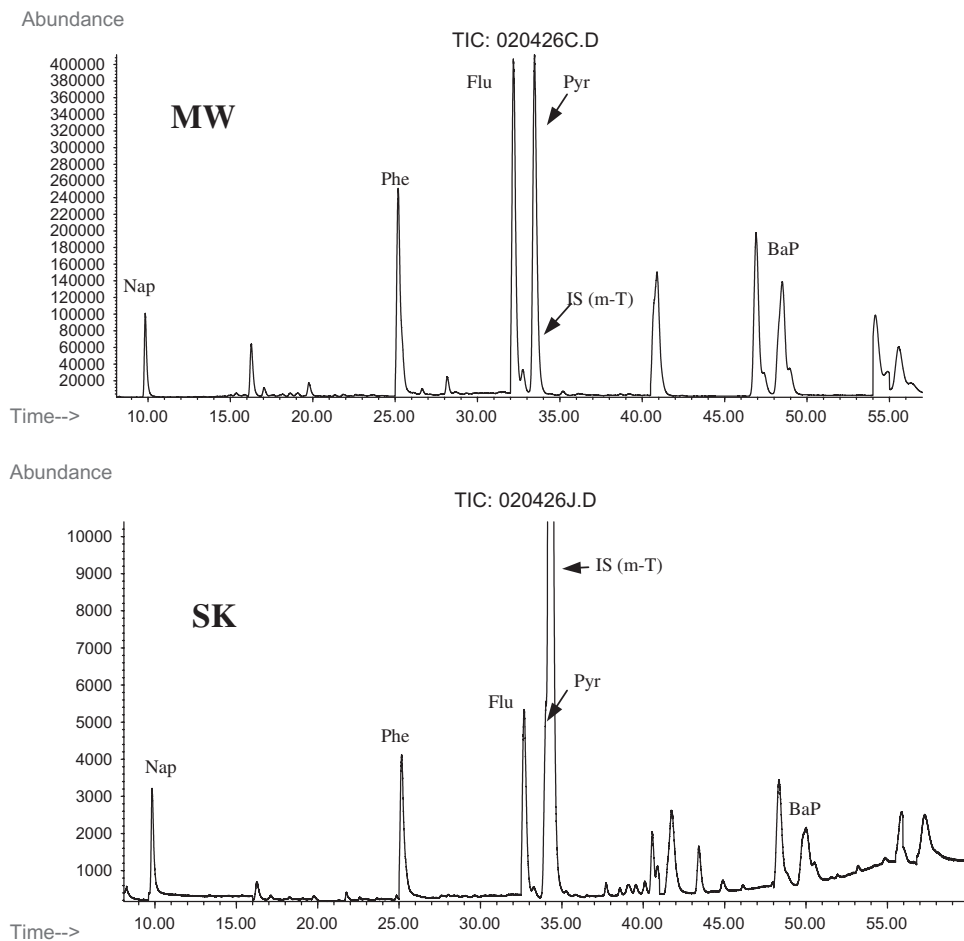 Abundance
TIC: 020426C.D
400000
380000
360000
340000
320000
300000
280000
260000
240000
220000
200000
180000
160000
140000
120000
100000
80000
60000
40000
20000
MW
Nap
Phe
Flu
Pyr
IS (m-T)
BaP
10.00 15.00 20.00 25.00 30.00 35.00 40.00 45.00 50.00 55.00
Time-->
Abundance
TIC: 020426J.D
10000
9000
8000
7000
6000
5000
4000
3000
2000
1000
SK
Nap
Phe
Flu
IS (m-T)
Pyr
BaP
10.00 15.00 20.00 25.00 30.00 35.00 40.00 45.00 50.00 55.00
Time-->